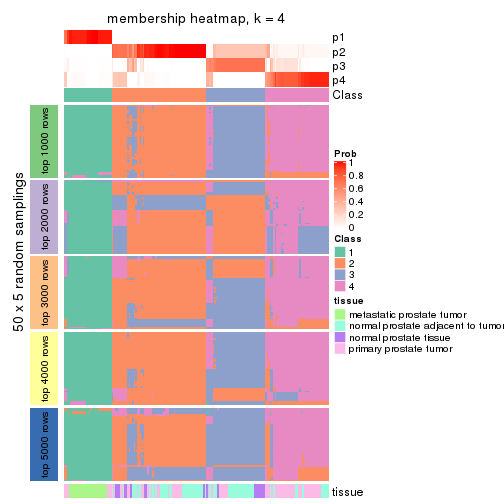 membership heatmap, k = 4
p1
p2
p3
p4
Class
50 x 5 random samplings
top 1000 rows
top 2000 rows
top 3000 rows
top 4000 rows
top 5000 rows
Prob
1
0.8
0.6
0.4
0.2
0
Class
1
2
3
4
tissue
metastatic prostate tumor
normal prostate adjacent to tumor
normal prostate tissue
primary prostate tumor
tissue